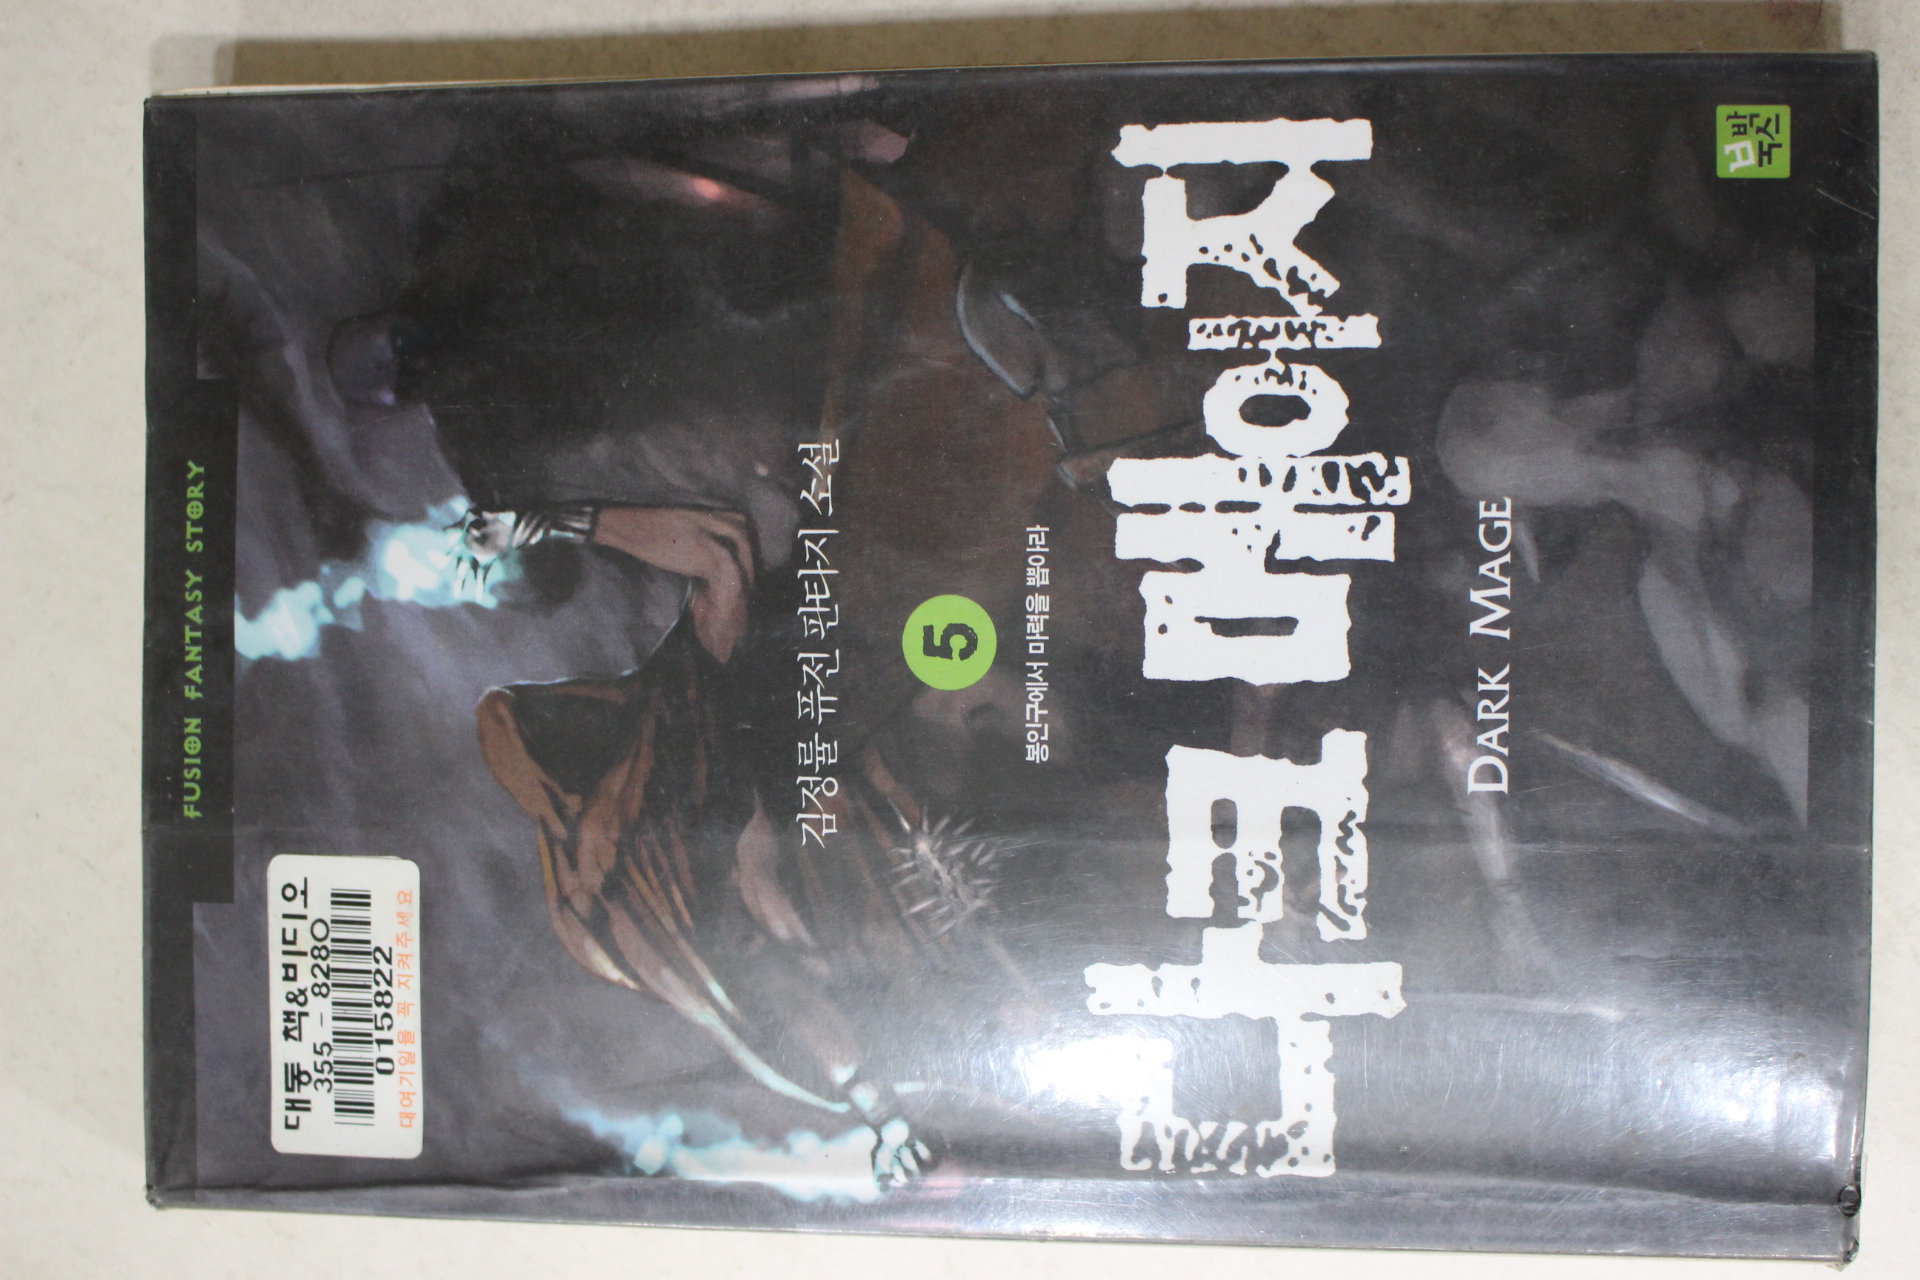 FUSION FANTASY STORY
대동 책&비디오
355-8280
015822
대여기일을 꼭 지켜주세요
김정률 퓨전 판타지 소설
5
봉인구에서 마력을 뽑아라
다크 메이지
DARK MAGE
박스
북